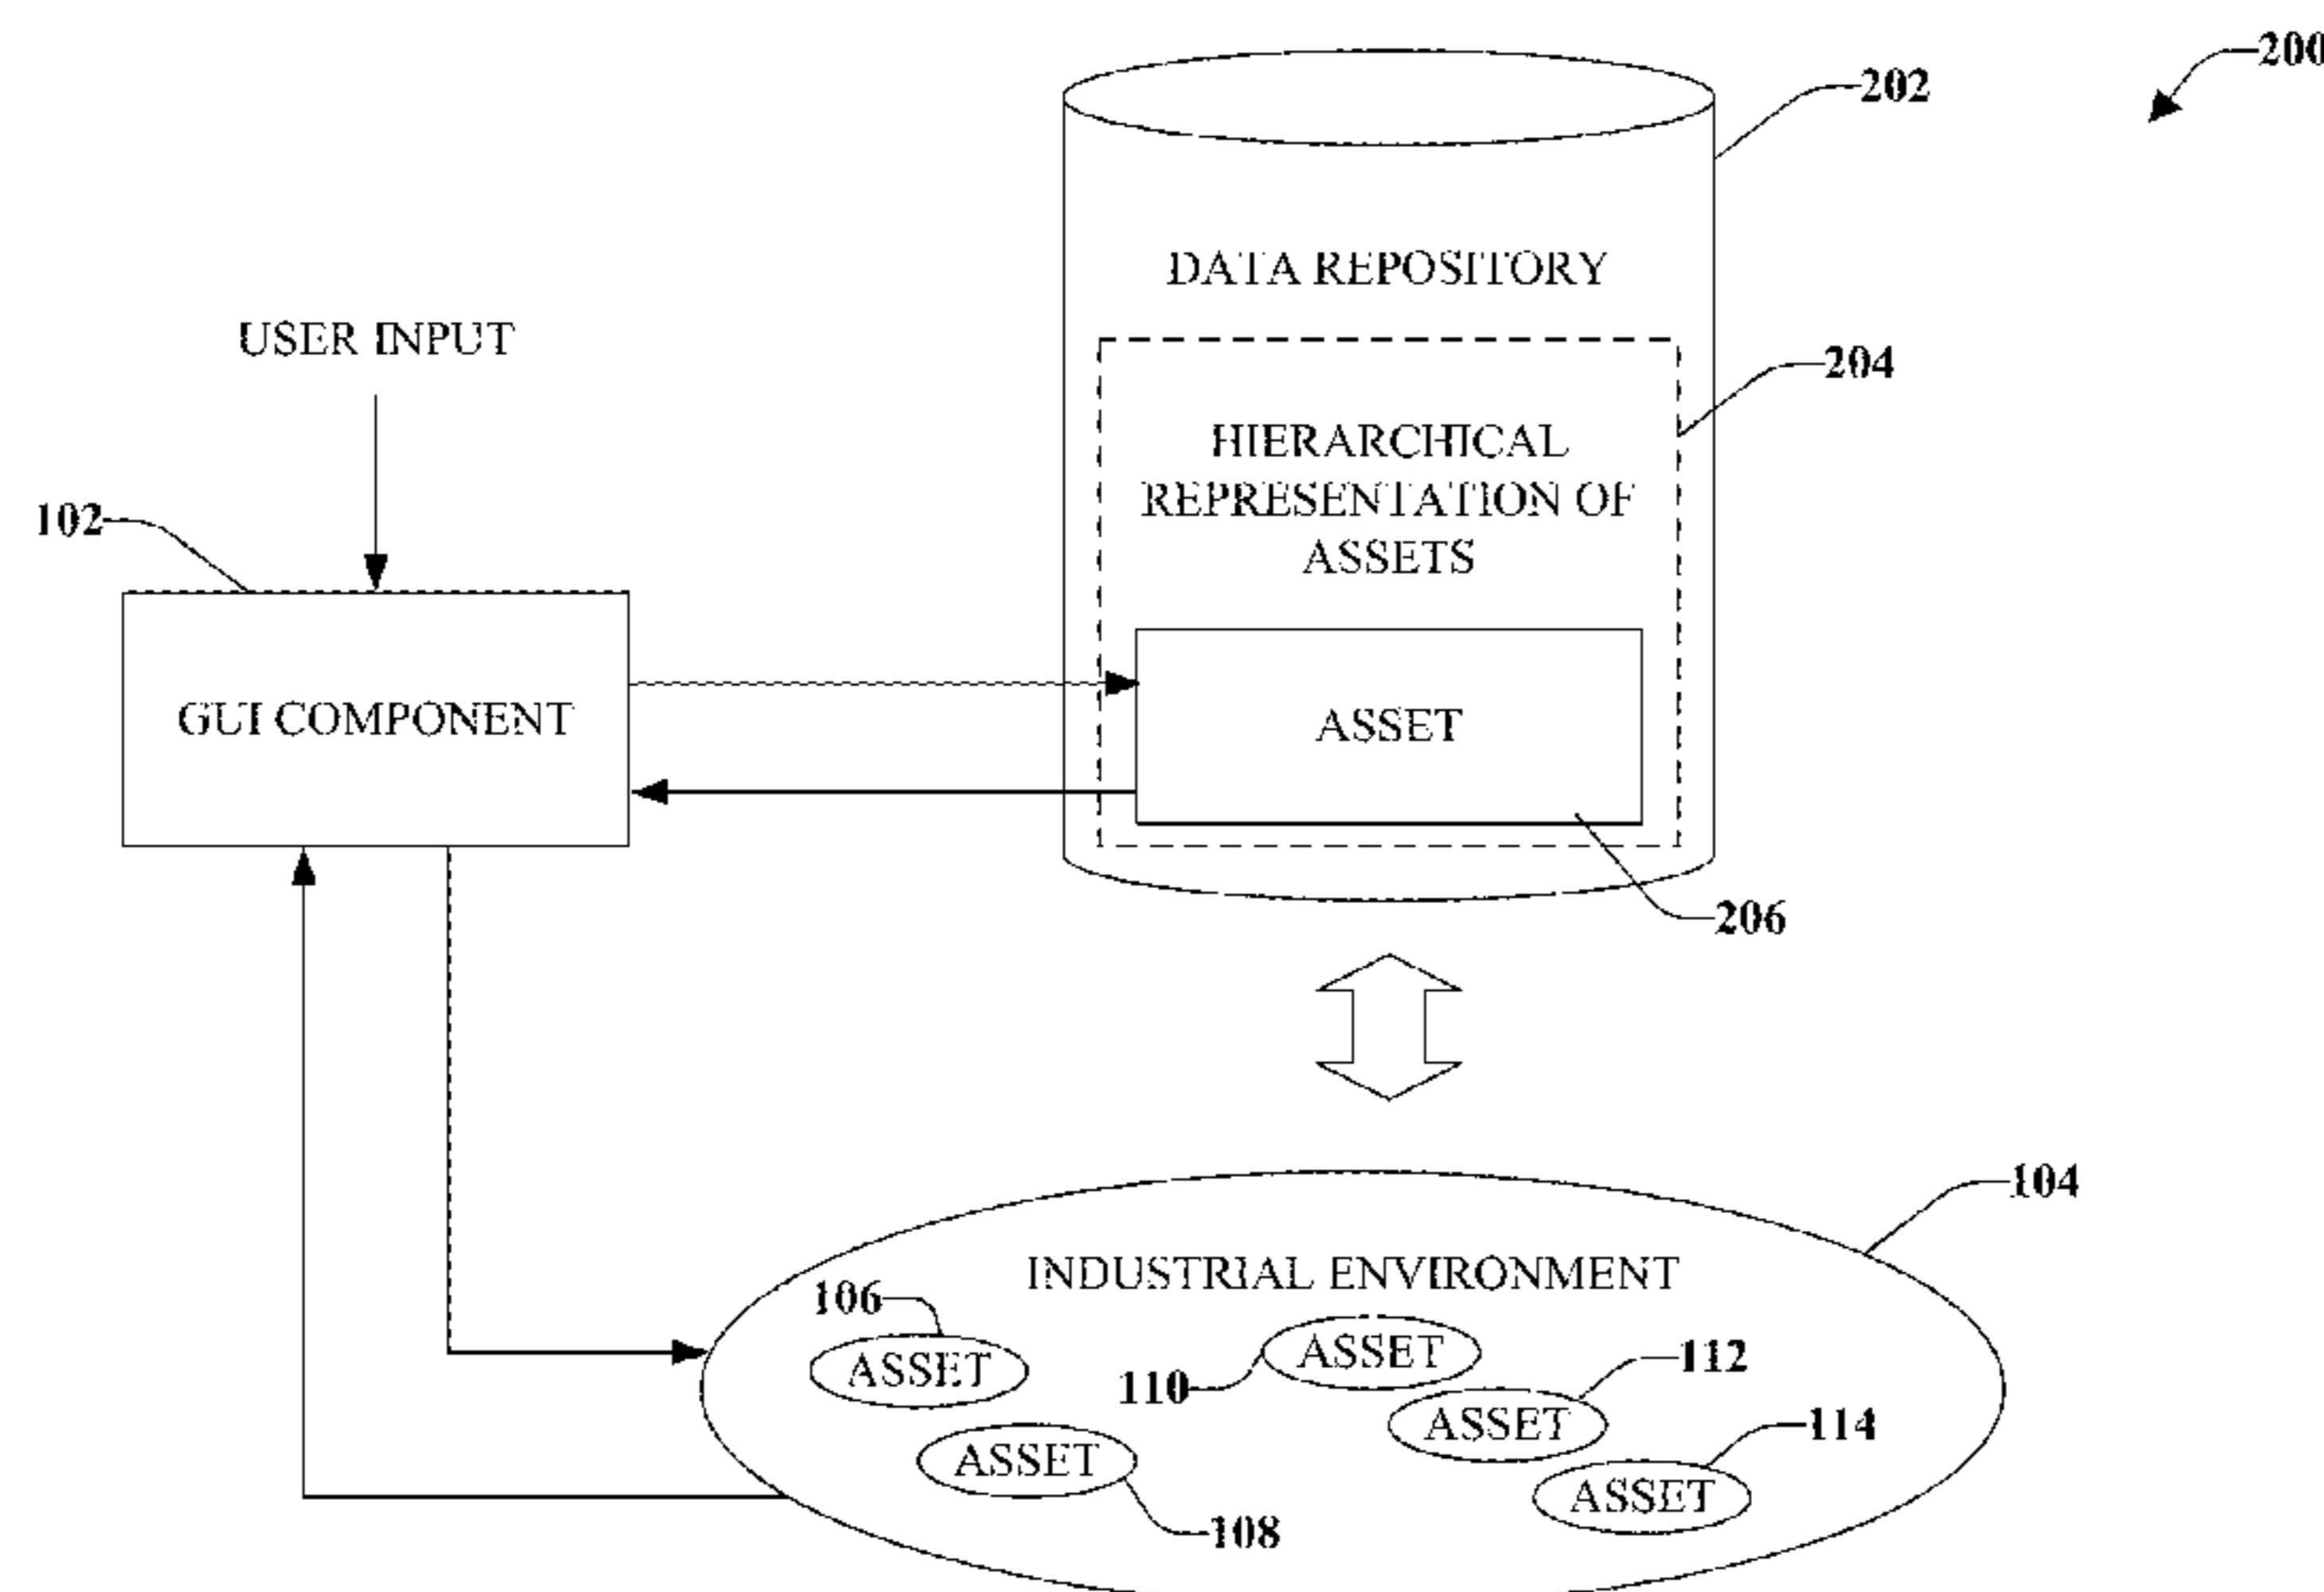 200
202
DATA REPOSITORY
USER INPUT
204
HIERARCHICAL
REPRESENTATION OF
ASSETS
102
GUI COMPONENT
ASSET
206
104
INDUSTRIAL ENVIRONMENT
106
ASSET
110
ASSET
112
ASSET
114
ASSET
ASSET
108